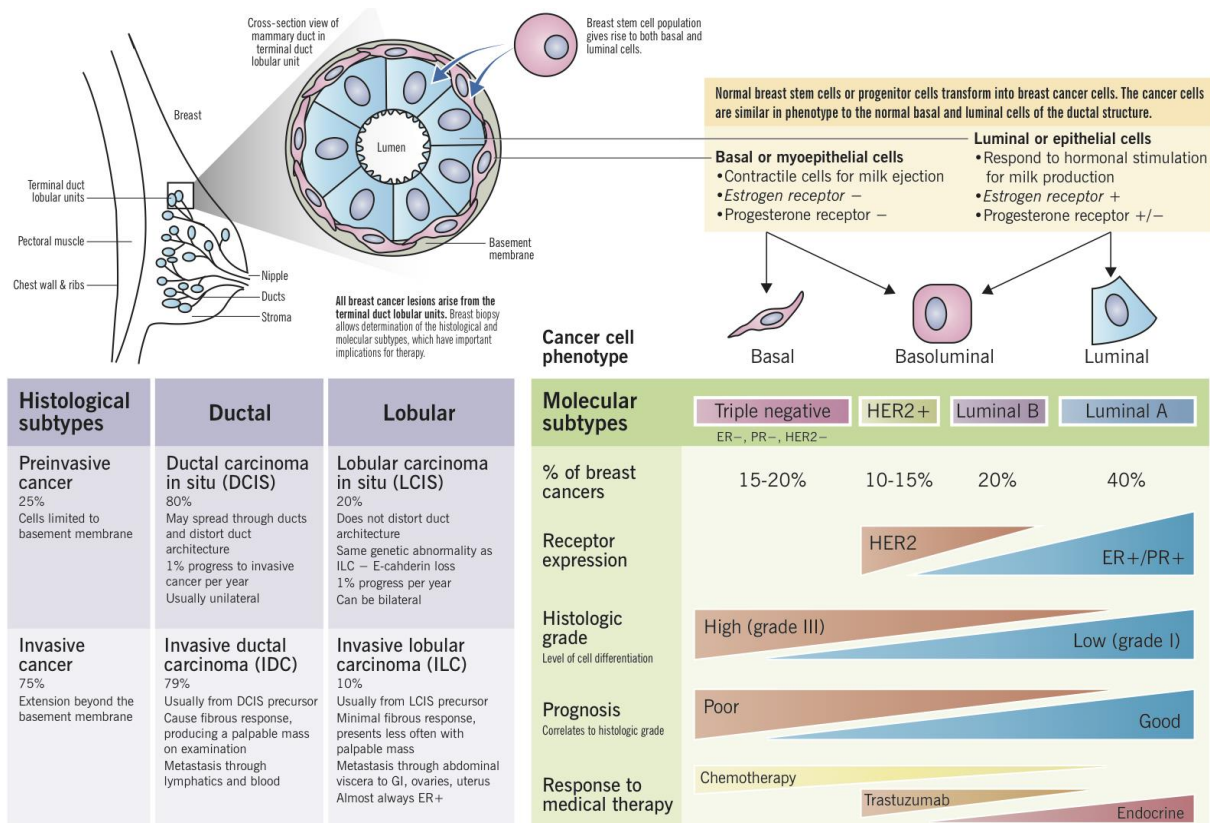 Cross-section view of
mammary duct in
terminal duct
lobular unit
Breast stem cell population
gives rise to both basal and
luminal cells.
Breast
Lumen
Terminal duct
lobular units
Pectoral muscle
Chest wall & ribs
Nipple
Ducts
Stroma
Basement
membrane
All breast cancer lesions arise from the
terminal duct lobular units. Breast biopsy
allows determination of the histological and
molecular subtypes, which have important
implications for therapy.
Normal breast stem cells or progenitor cells transform into breast cancer cells. The cancer cells
are similar in phenotype to the normal basal and luminal cells of the ductal structure.
Basal or myoepithelial cells
•Contractile cells for milk ejection
•Estrogen receptor −
•Progesterone receptor −
Luminal or epithelial cells
•Respond to hormonal stimulation
for milk production
•Estrogen receptor +
•Progesterone receptor +/−
Cancer cell
phenotype
Basal
Basoluminal
Luminal
Histological
subtypes
Ductal
Lobular
Preinvasive
cancer
25%
Cells limited to
basement membrane
Ductal carcinoma
in situ (DCIS)
80%
May spread through ducts
and distort duct
architecture
1% progress to invasive
cancer per year
Usually unilateral
Lobular carcinoma
in situ (LCIS)
20%
Does not distort duct
architecture
Same genetic abnormality as
ILC − E-cahderin loss
1% progress per year
Can be bilateral
Invasive
cancer
75%
Extension beyond the
basement membrane
Invasive ductal
carcinoma (IDC)
79%
Usually from DCIS precursor
Cause fibrous response,
producing a palpable mass
on examination
Metastasis through
lymphatics and blood
Invasive lobular
carcinoma (ILC)
10%
Usually from LCIS precursor
Minimal fibrous response,
presents less often with
palpable mass
Metastasis through abdominal
viscera to GI, ovaries, uterus
Almost always ER+
Molecular
subtypes
Triple negative
ER−, PR−, HER2−
HER2+
Luminal B
Luminal A
% of breast
cancers
15-20%
10-15%
20%
40%
Receptor
expression
HER2
ER+/PR+
Histologic
grade
Level of cell differentiation
High (grade III)
Low (grade I)
Prognosis
Correlates to histologic grade
Poor
Good
Response to
medical therapy
Chemotherapy
Trastuzumab
Endocrine